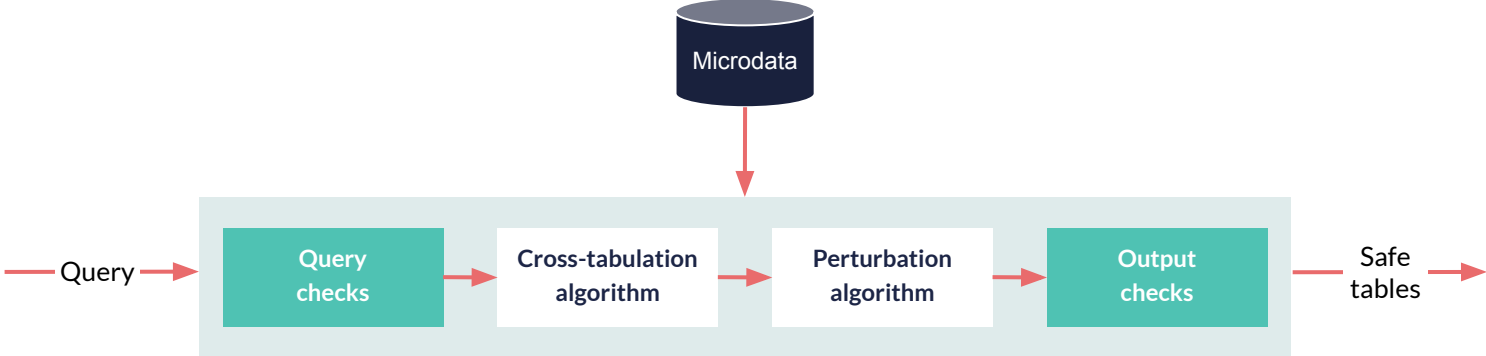 Microdata
Query
Query
checks
Cross-tabulation
algorithm
Perturbation
algorithm
Output
checks
Safe
tables